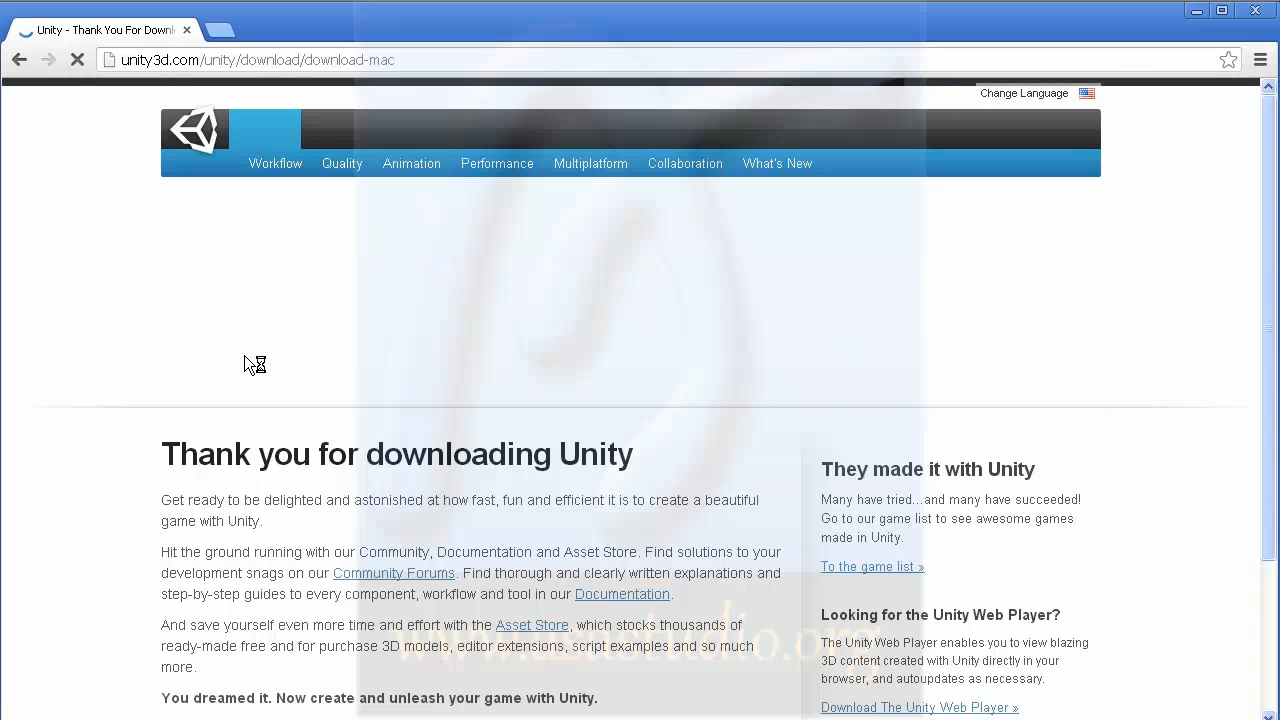 Unity - Thank You For Downl
unity3d.com/unity/download/download-mac
Change Language
Workflow Quality Animation Performance Multiplatform Collaboration What's New
Thank you for downloading Unity
Get ready to be delighted and astonished at how fast, fun and efficient it is to create a beautiful
game with Unity.
Hit the ground running with our Community, Documentation and Asset Store. Find solutions to your
development snags on our Community Forums. Find thorough and clearly written explanations and
step-by-step guides to every component, workflow and tool in our Documentation.
And save yourself even more time and effort with the Asset Store, which stocks thousands of
ready-made free and for purchase 3D models, editor extensions, script examples and so much
more.
You dreamed it. Now create and unleash your game with Unity.
They made it with Unity
Many have tried...and many have succeeded!
Go to our game list to see awesome games
made in Unity.
To the game list »
Looking for the Unity Web Player?
The Unity Web Player enables you to view blazing
3D content created with Unity directly in your
browser, and autoupdates as necessary.
Download The Unity Web Player »